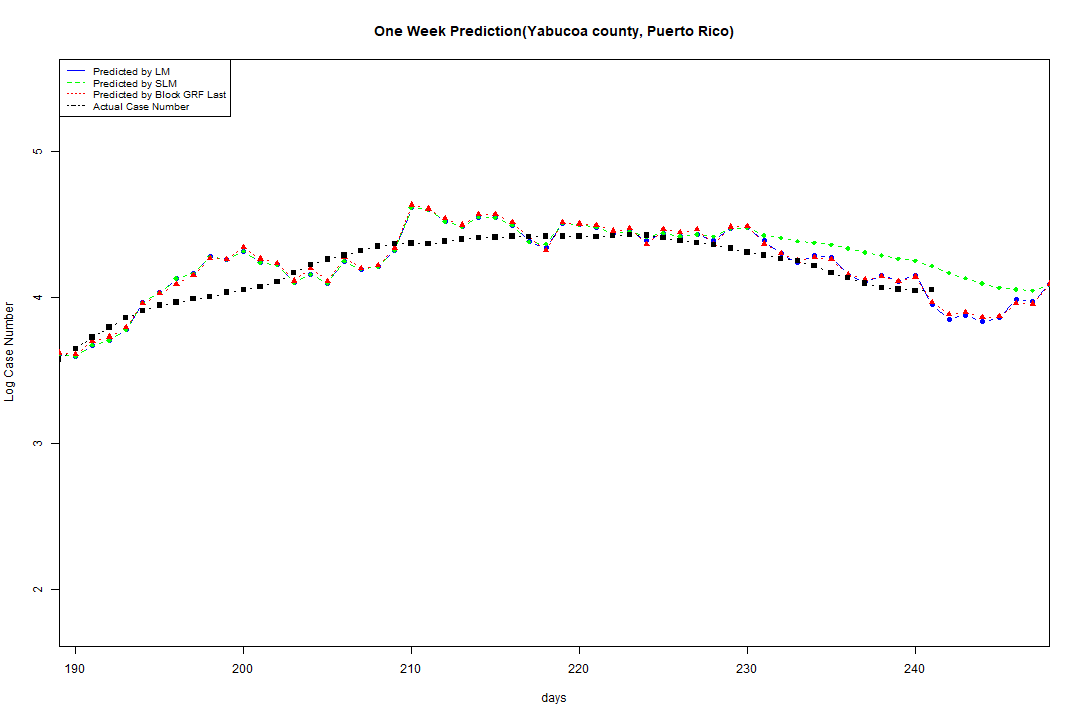 One Week Prediction(Yabucoa county, Puerto Rico)
Predicted by LM
Predicted by SLM
Predicted by Block GRF Last
Actual Case Number
5
4
3
2
Log Case Number
190 200 210 220 230 240
days